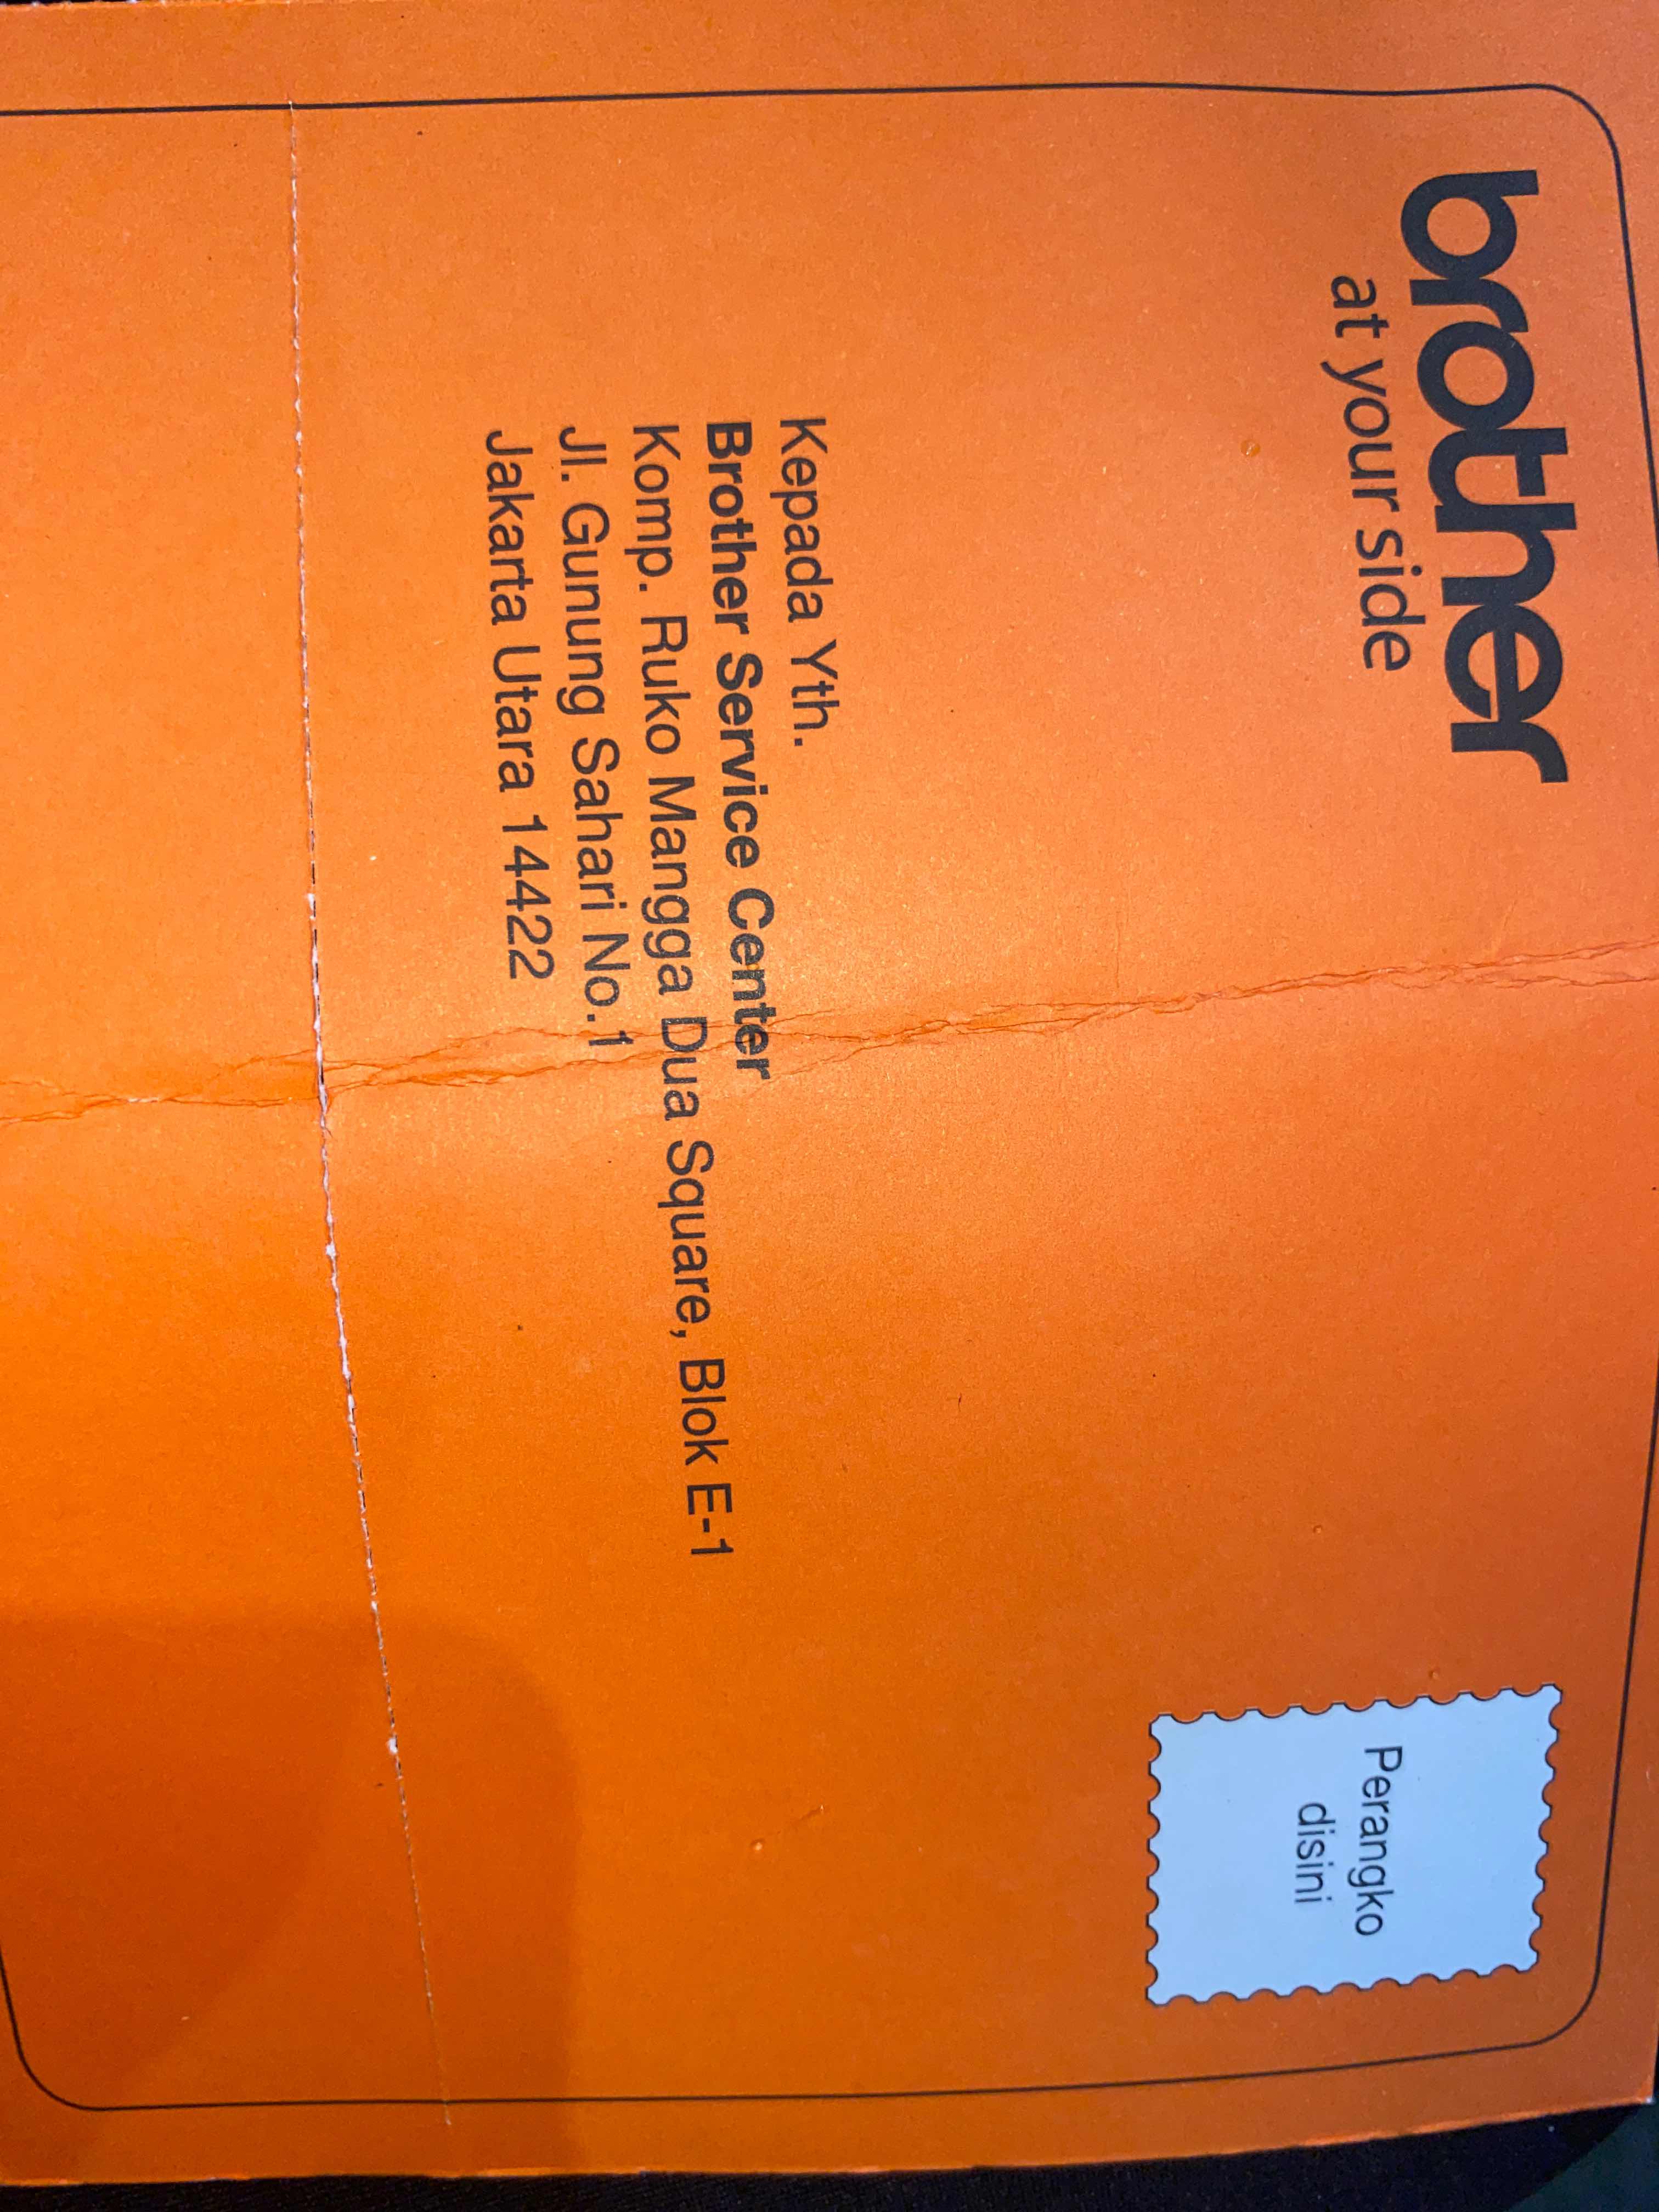 brother
at your side
Perangko
disini
Kepada Yth.
Brother Service Center
Komp. Ruko Mangga Dua Square, Blok E-1
Jl. Gunung Sahari No.1
Jakarta Utara 14422